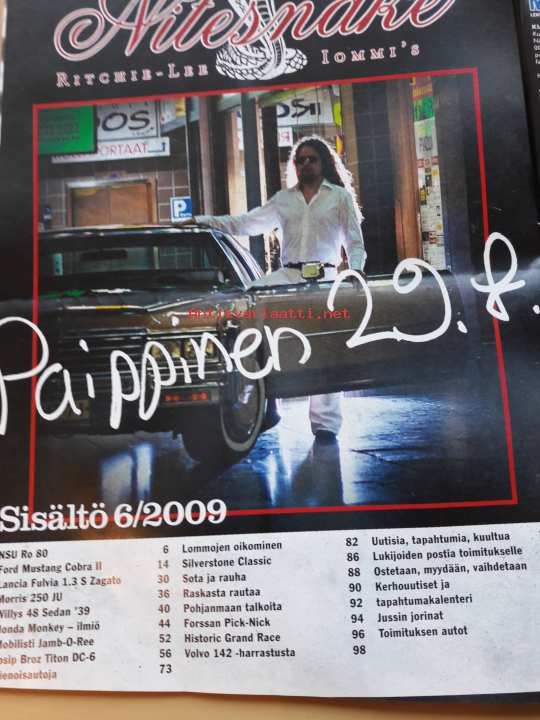 Nitesnake
RITCHIE-LEE IOMMI'S
OS
PORTAAT
P
Antikvariaatti.net
Paippinen 29.8.
Sisältö 6/2009
NSU Ro 80
Ford Mustang Cobra II
Lancia Fulvia 1.3 S Zagato
Morris 250 JU
Willys 48 Sedan '39
Honda Monkey – ilmiö
Mobilisti Jamb-O-Ree
Josip Broz Titon DC-6
Pienoisautoja
6 Lommojen oikominen
14 Silverstone Classic
30 Sota ja rauha
36 Raskasta rautaa
40 Pohjanmaan talkoita
44 Forssan Pick-Nick
52 Historic Grand Race
56 Volvo 142 -harrastusta
73
82 Uutisia, tapahtumia, kuultua
86 Lukijoiden postia toimitukselle
88 Ostetaan, myydään, vaihdetaan
90 Kerhouutiset ja
92 tapahtumakalenteri
94 Jussin jorinat
96 Toimituksen autot
98